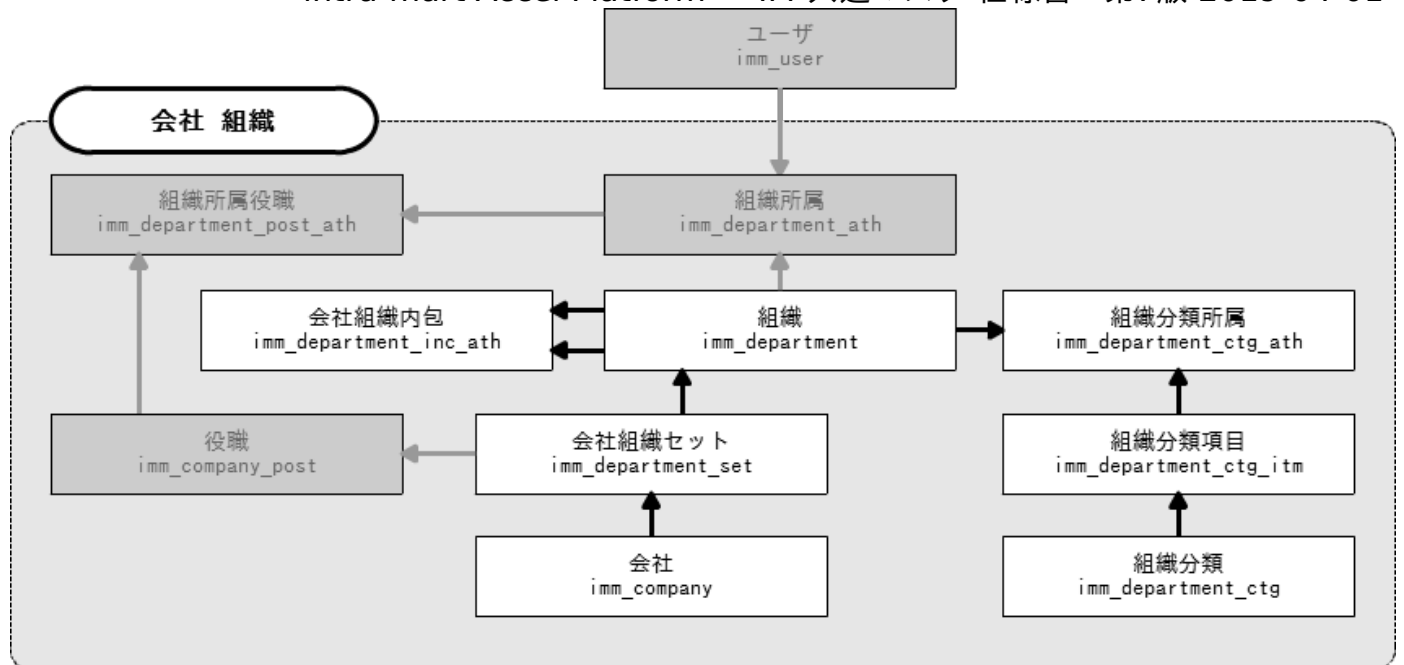 ユーザ
imm_user
会社 組織
組織所属役職
imm_department_post_ath
組織所属
imm_department_ath
会社組織内包
imm_department_inc_ath
組織
imm_department
組織分類所属
imm_department_ctg_ath
役職
imm_company_post
会社組織セット
imm_department_set
組織分類項目
imm_department_ctg_itm
会社
imm_company
組織分類
imm_department_ctg